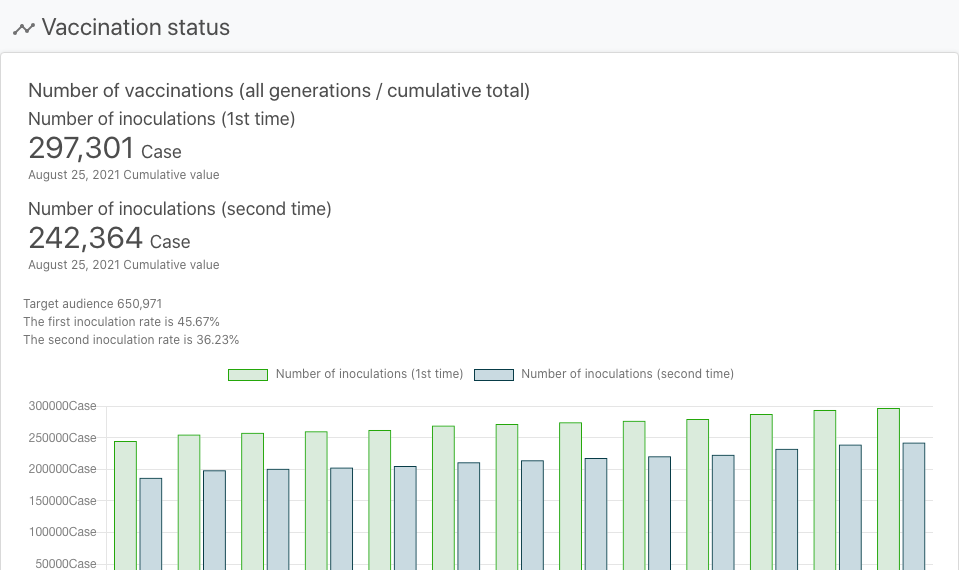 Vaccination status
Number of vaccinations (all generations / cumulative total)
Number of inoculations (1st time)
297,301 Case
August 25, 2021 Cumulative value
Number of inoculations (second time)
242,364 Case
August 25, 2021 Cumulative value
Target audience 650,971
The first inoculation rate is 45.67%
The second inoculation rate is 36.23%
Number of inoculations (1st time) Number of inoculations (second time)
300000Case
250000Case
200000Case
150000Case
100000Case
50000Case